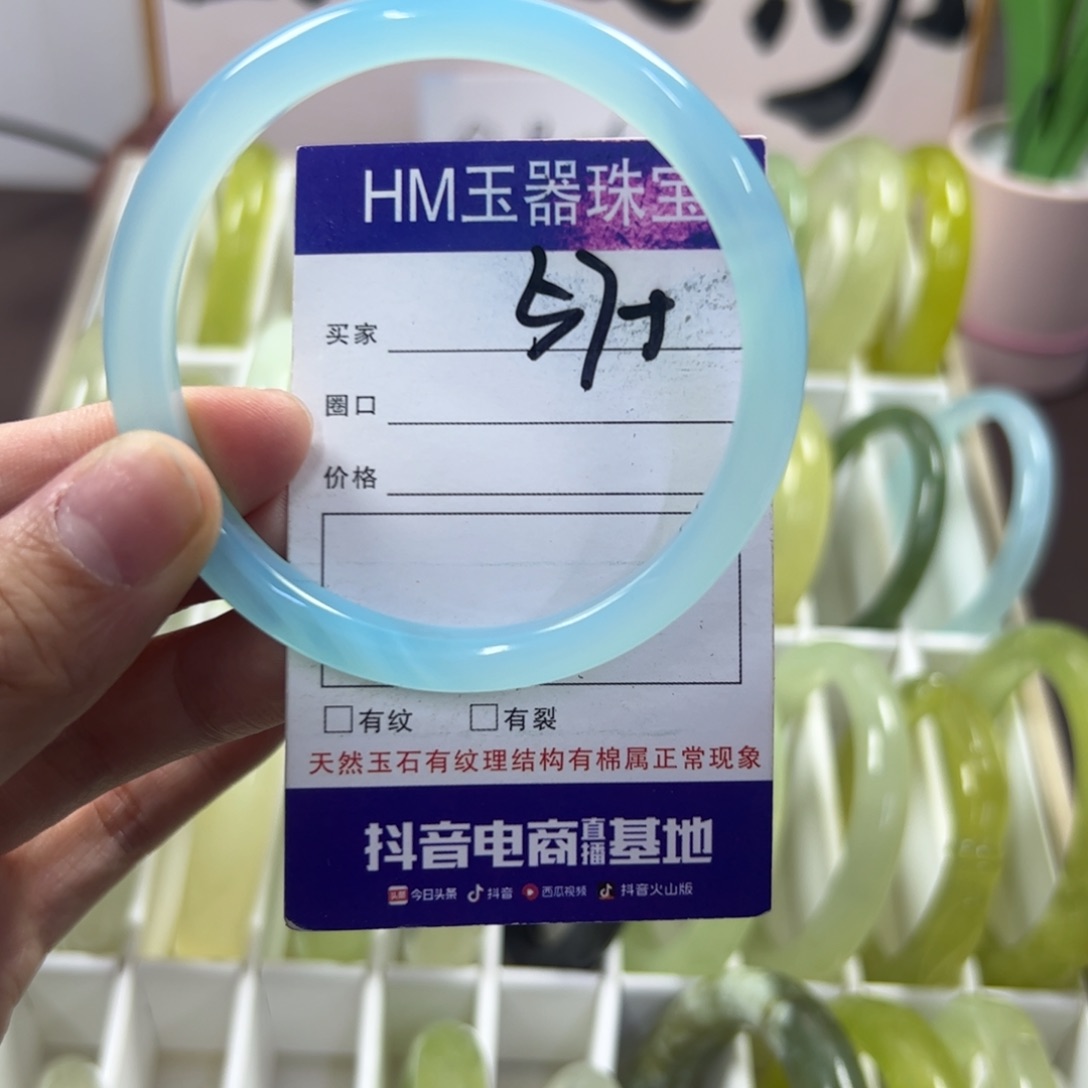 HM玉器珠宝
买家
圈口
价格
有纹 有裂
天然玉石有纹理结构有棉属正常现象
抖音电商直播基地
头条 今日头条 抖音 西瓜视频 抖音火山版